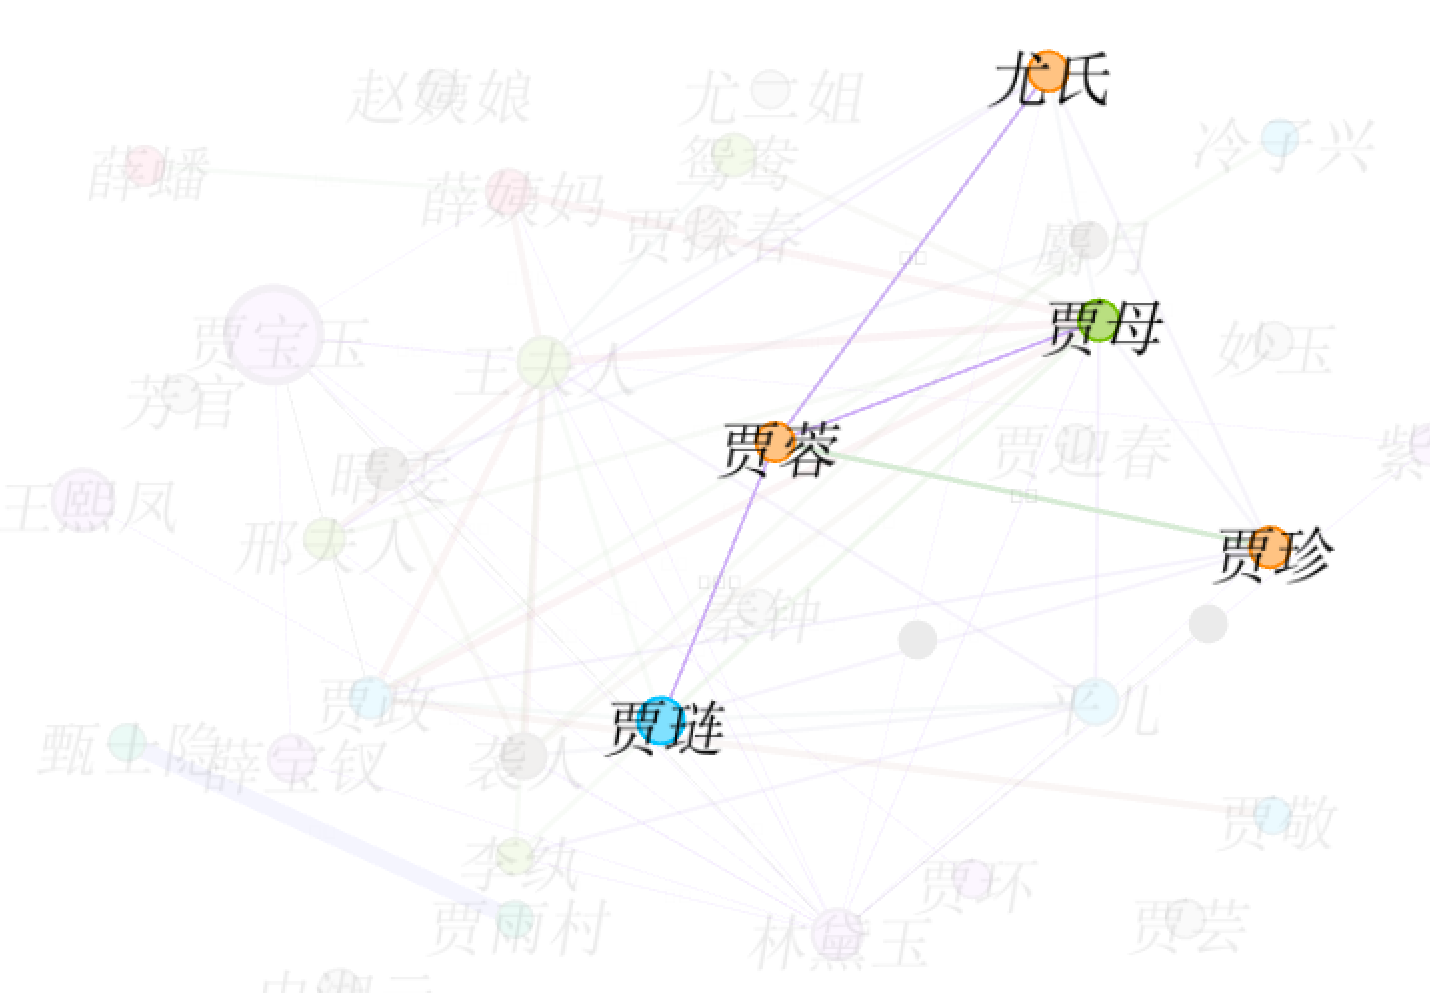 尤氏
赵姨娘
尤二姐
冷子兴
鸳鸯
薛蟠
薛姨妈
贾探春
麝月
贾母
贾宝玉
妙玉
王夫人
芳官
贾蓉
贾迎春
紫
晴雯
王熙凤
邢夫人
贾珍
秦钟
贾政
平儿
贾琏
甄士隐
薛宝钗
袭人
贾敬
李纨
贾环
贾雨村
林黛玉
贾芸